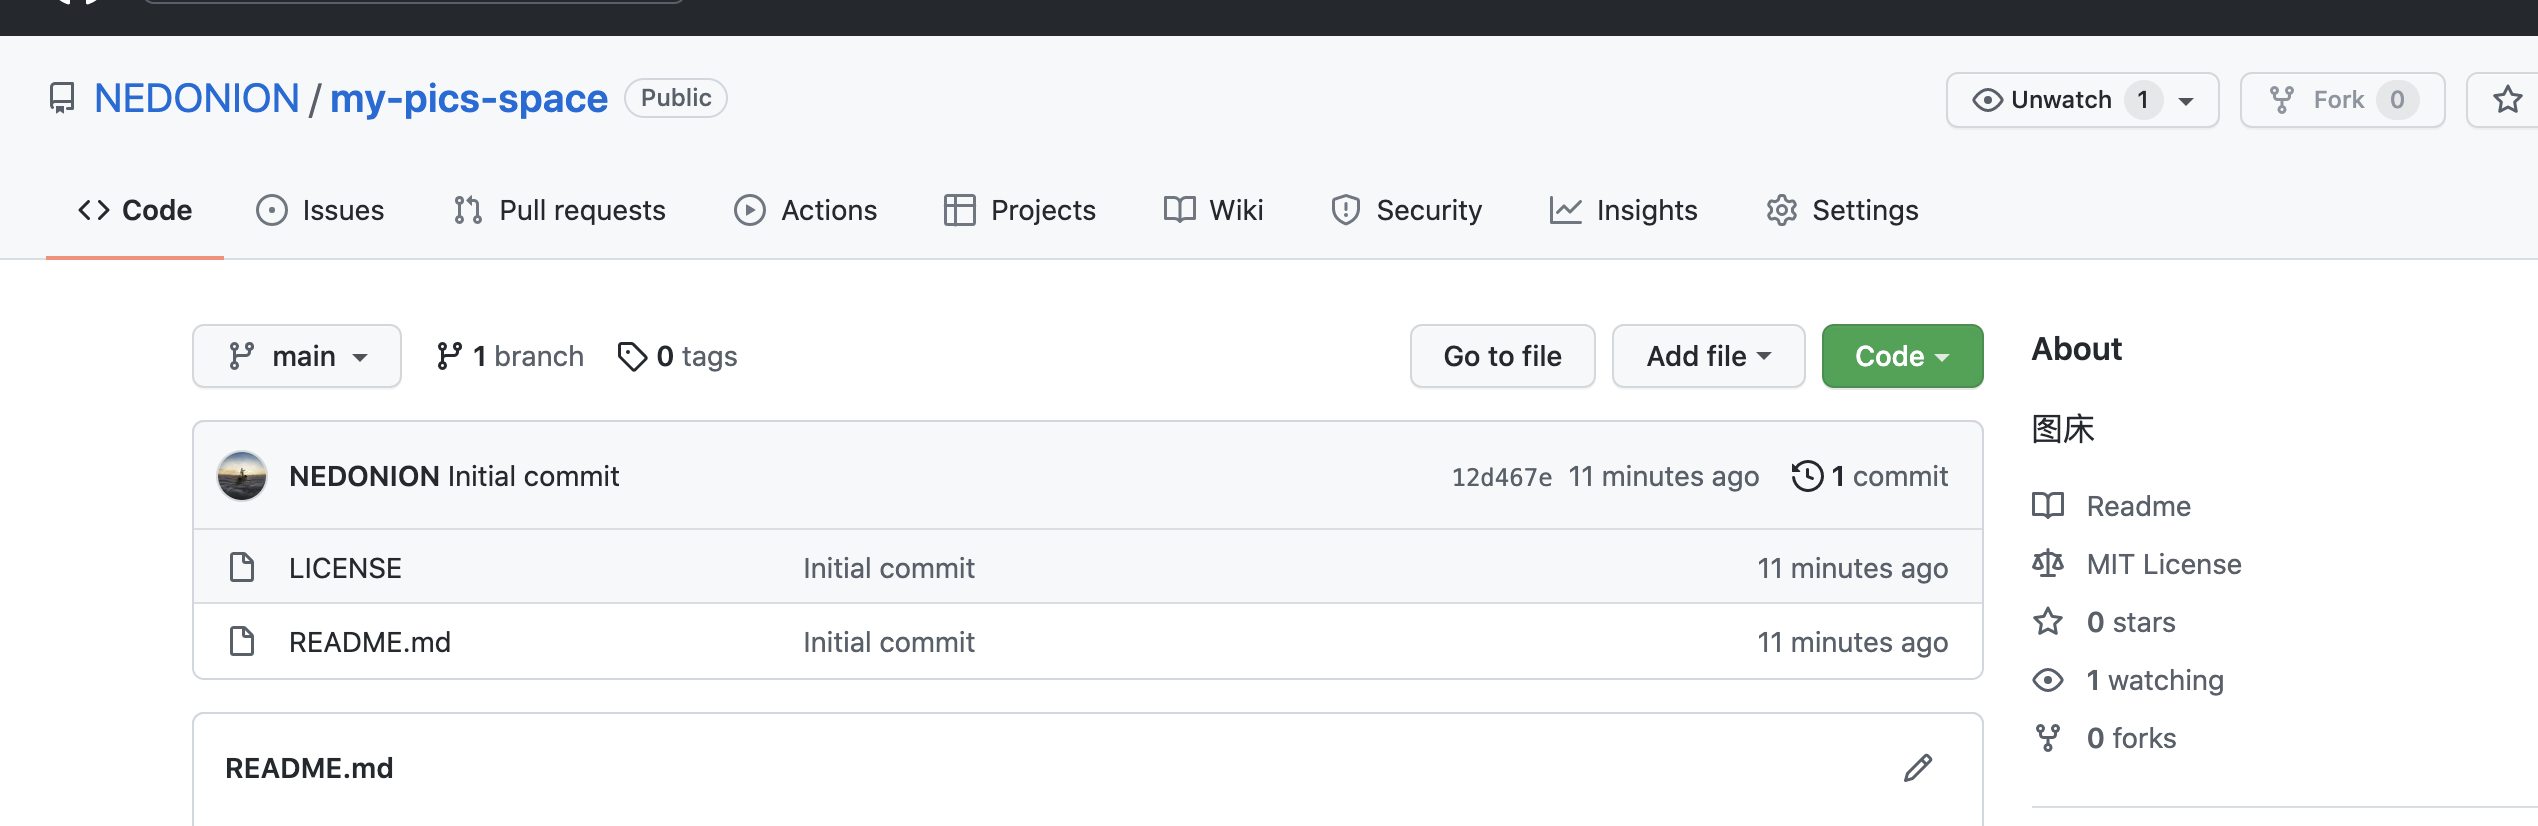 NEDONION / my-pics-space Public Unwatch 1 Fork 0
Code Issues Pull requests Actions Projects Wiki Security Insights Settings
main 1 branch 0 tags Go to file Add file Code
NEDONION Initial commit 12d467e 11 minutes ago 1 commit
LICENSE Initial commit 11 minutes ago
README.md Initial commit 11 minutes ago
README.md
About
图床
Readme
MIT License
0 stars
1 watching
0 forks